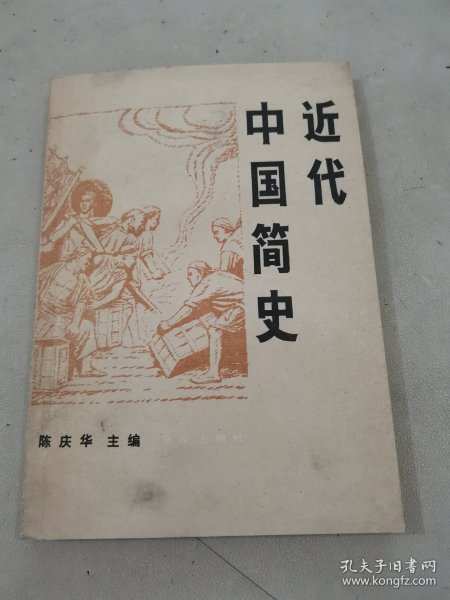 近代
中国简史
陈庆华 主编
孔夫子旧书网
www.kongfz.com